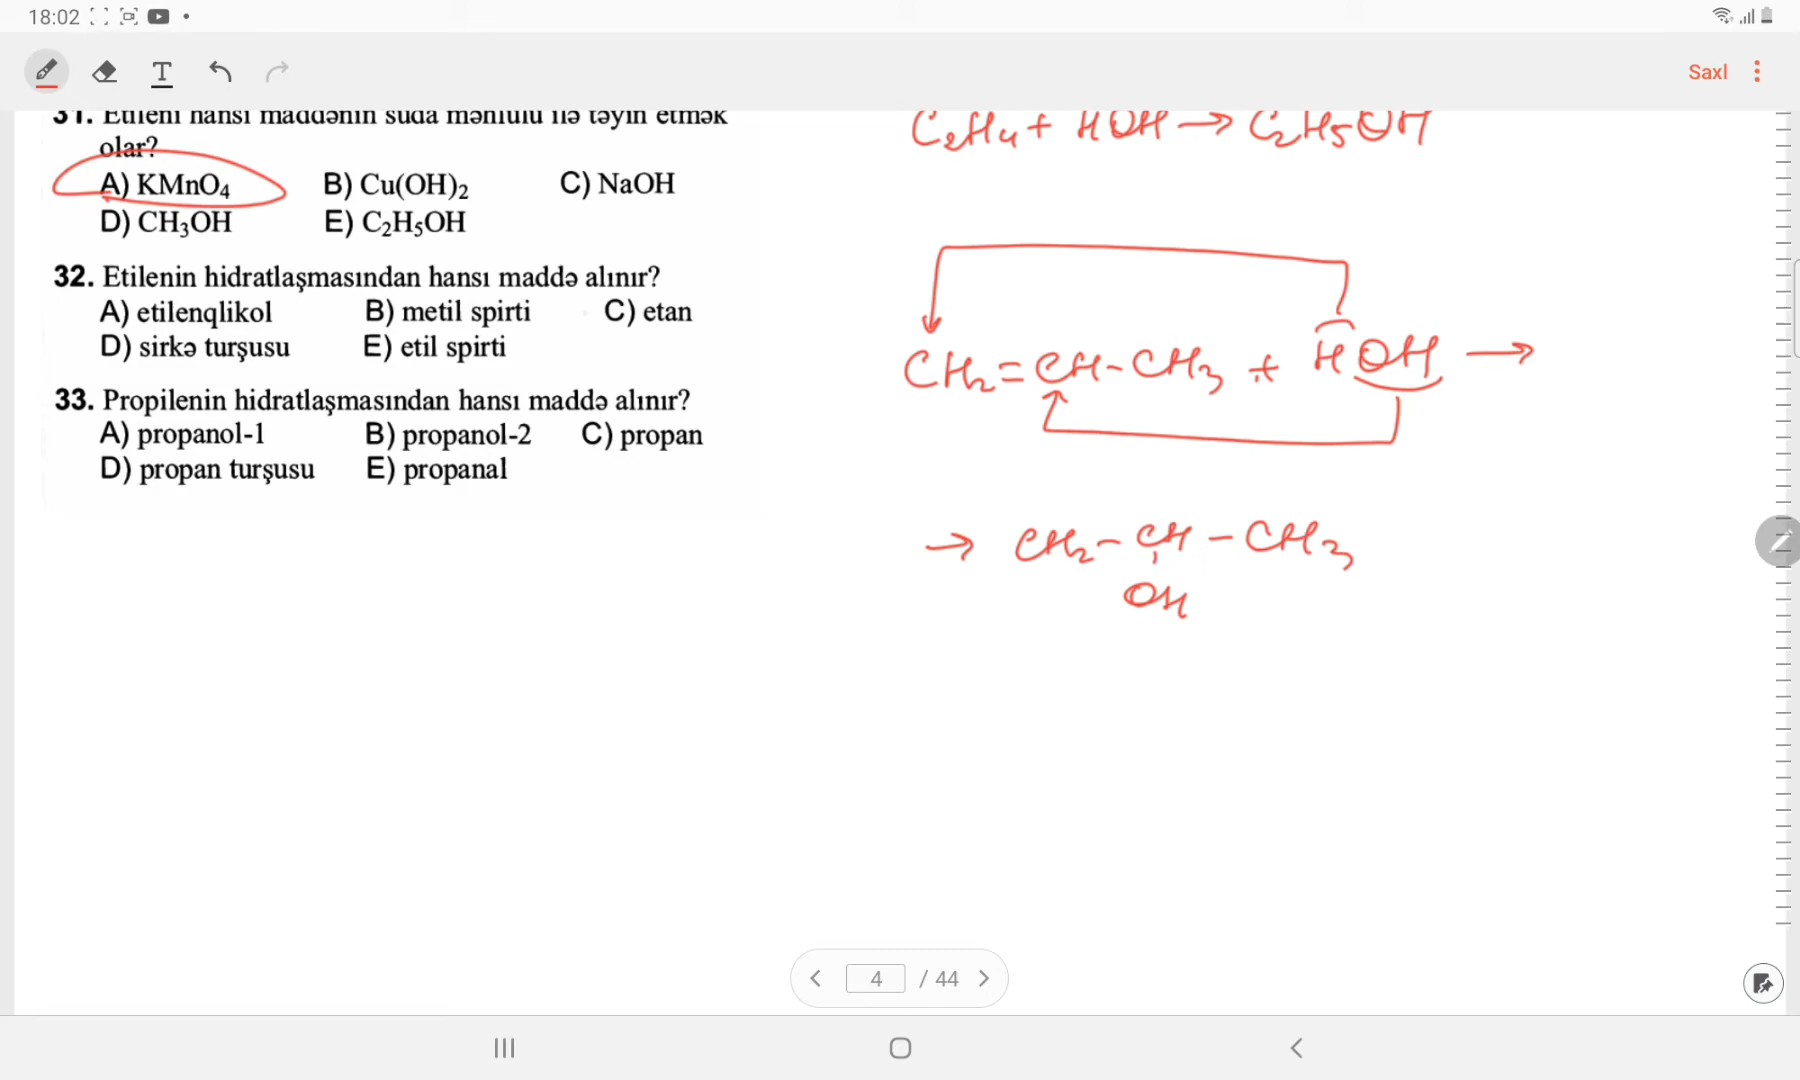 18:02
T
Saxl
31. Etileni hansı maddənin suda məhlulu ilə təyin etmək
olar?
A) KMnO₄ B) Cu(OH)₂ C) NaOH
D) CH₃OH E) C₂H₅OH
32. Etilenin hidratlaşmasından hansı maddə alınır?
A) etilenqlikol B) metil spirti C) etan
D) sirkə turşusu E) etil spirti
33. Propilenin hidratlaşmasından hansı maddə alınır?
A) propanol-1 B) propanol-2 C) propan
D) propan turşusu E) propanal
C₂H₄ + HOH → C₂H₅OH
CH₂=CH-CH₃ + HOH →
→ CH₂-CH-CH₃
OH
4 / 44